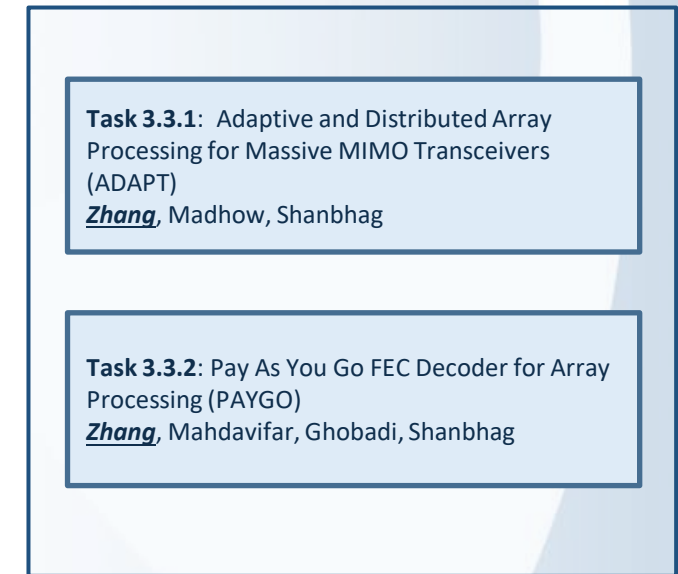 Task 3.3.1: Adaptive and Distributed Array
Processing for Massive MIMO Transceivers
(ADAPT)
Zhang, Madhow, Shanbhag
Task 3.3.2: Pay As You Go FEC Decoder for Array
Processing (PAYGO)
Zhang, Mahdavifar, Ghobadi, Shanbhag